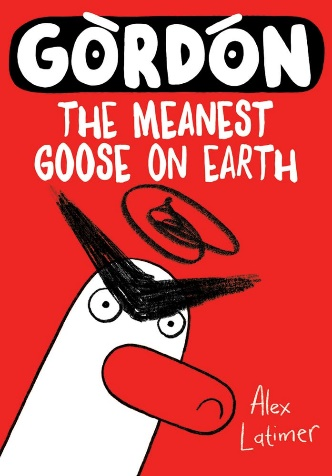 GÒRDÓN
THE MEANEST
GOOSE ON EARTH
Alex
Latimer